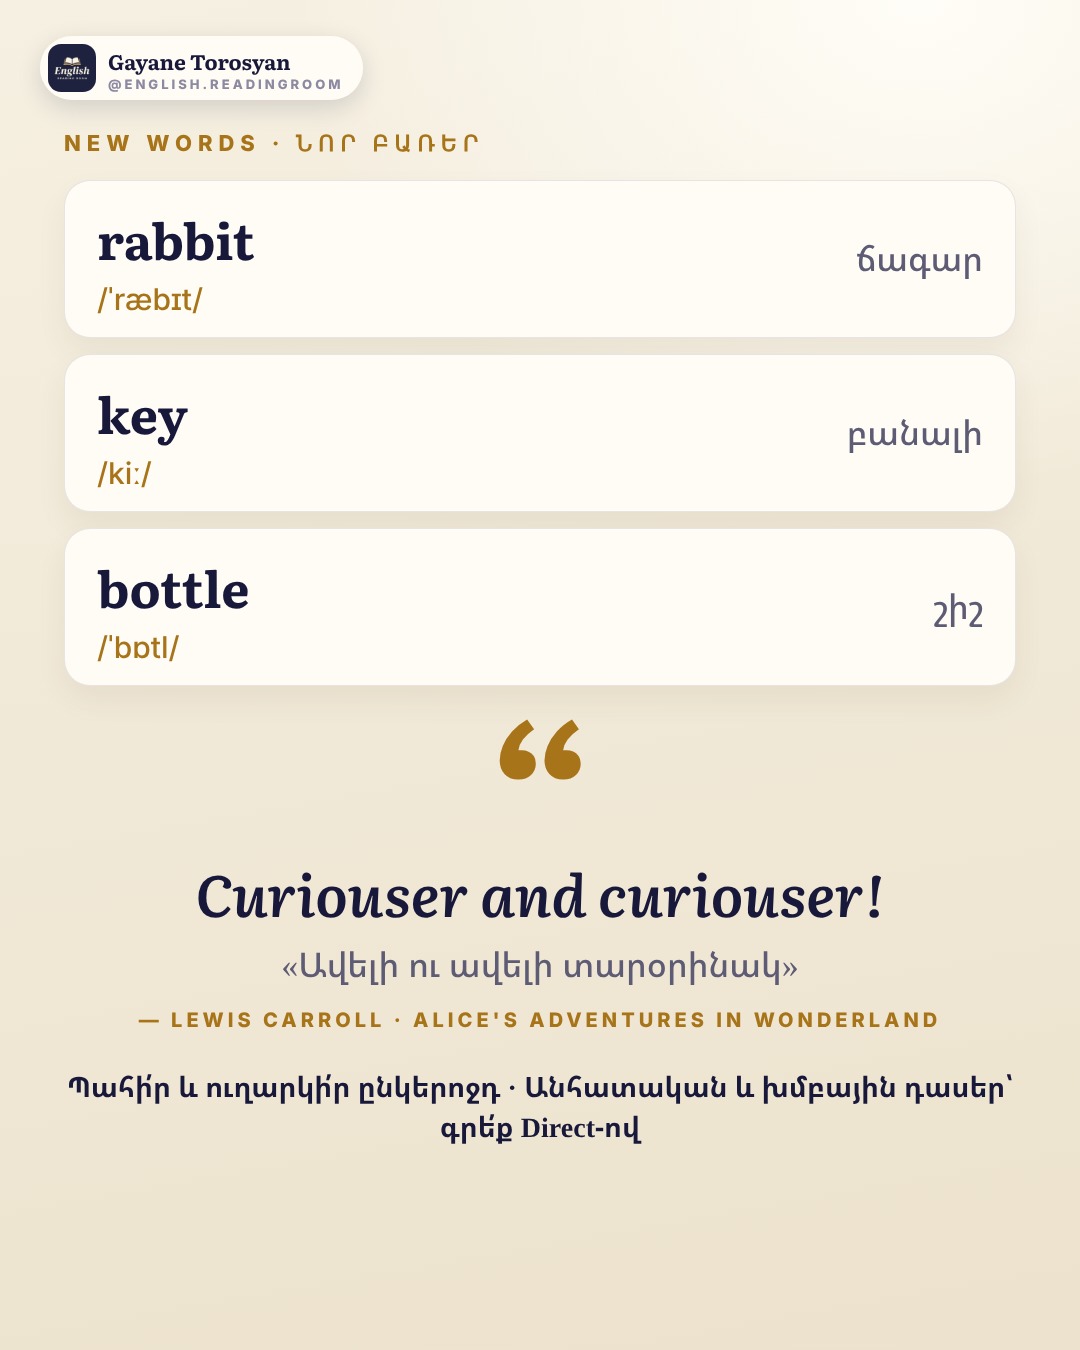 English
Gayane Torosyan
@ENGLISH.READINGROOM
NEW WORDS · ՆՈՐ ԲԱՌԵՐ
rabbit
/ˈræbɪt/
ճագար
key
/kiː/
բանալի
bottle
/ˈbɒtl/
շիշ
“
Curiouser and curiouser!
«Ավելի ու ավելի տարօրինակ»
— LEWIS CARROLL · ALICE'S ADVENTURES IN WONDERLAND
Պահի՛ր և ուղարկի՛ր ընկերոջդ · Անհատական և խմբային դասեր՝
գրե՛ք Direct-ով